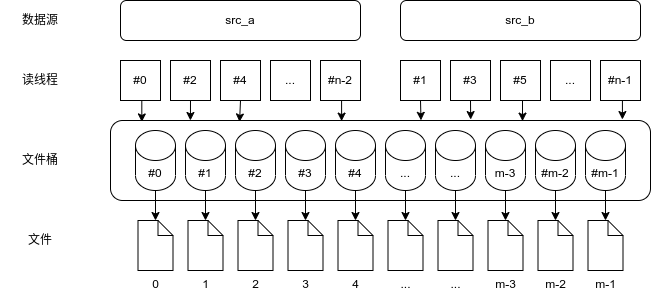 数据源 src_a src_b
读线程 #0 #2 #4 ... #n-2 #1 #3 #5 ... #n-1
文件桶 #0 #1 #2 #3 #4 ... ... m-3 #m-2 #m-1
文件
0 1 2 3 4 ... ... m-3 m-2 m-1